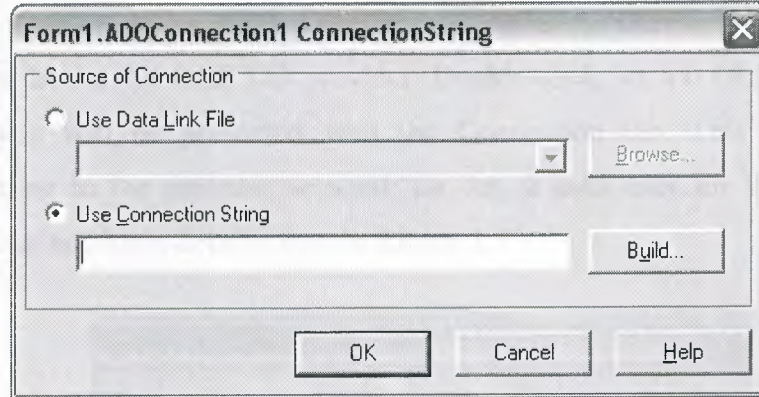 Form1.ADOConnection1 ConnectionString
Source of Connection
Use Data Link File
Browse...
Use Connection String
Build...
OK Cancel Help